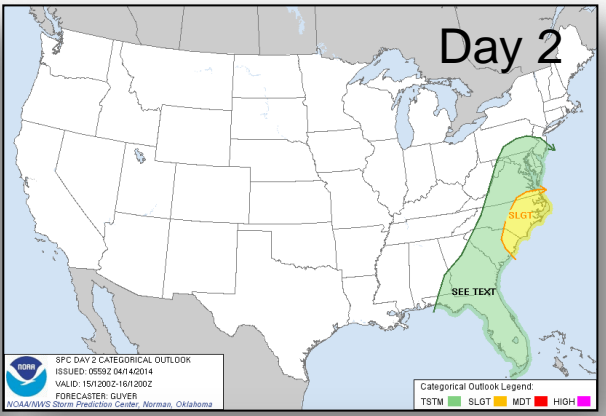 Day 2
SLGT
SEE TEXT
NOAA
SPC DAY 2 CATEGORICAL OUTLOOK
ISSUED: 0559Z 04/14/2014
VALID: 15/1200Z-16/1200Z
FORECASTER: GUYER
NOAA/NWS Storm Prediction Center, Norman, Oklahoma
Categorical Outlook Legend:
TSTM SLGT MDT HIGH